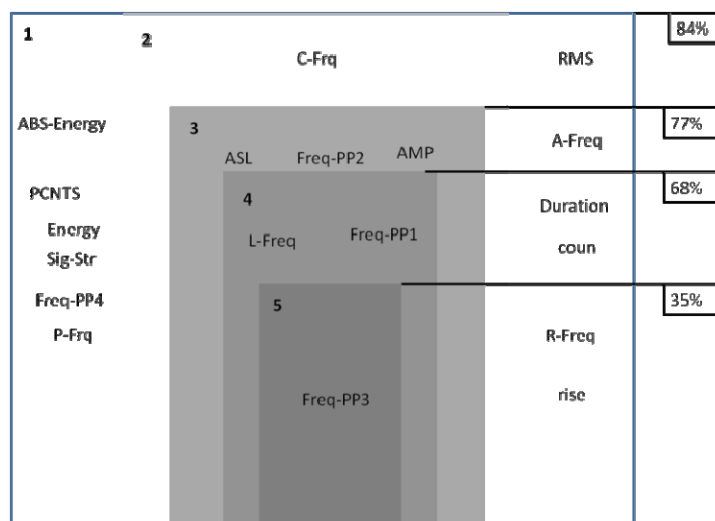 1
2
84%
C-Frq
RMS
ABS-Energy
3
77%
A-Freq
ASL
Freq-PP2
AMP
PCNTS
4
68%
Duration
Energy
L-Freq
Freq-PP1
coun
Sig-Str
Freq-PP4
5
35%
P-Frq
R-Freq
Freq-PP3
rise